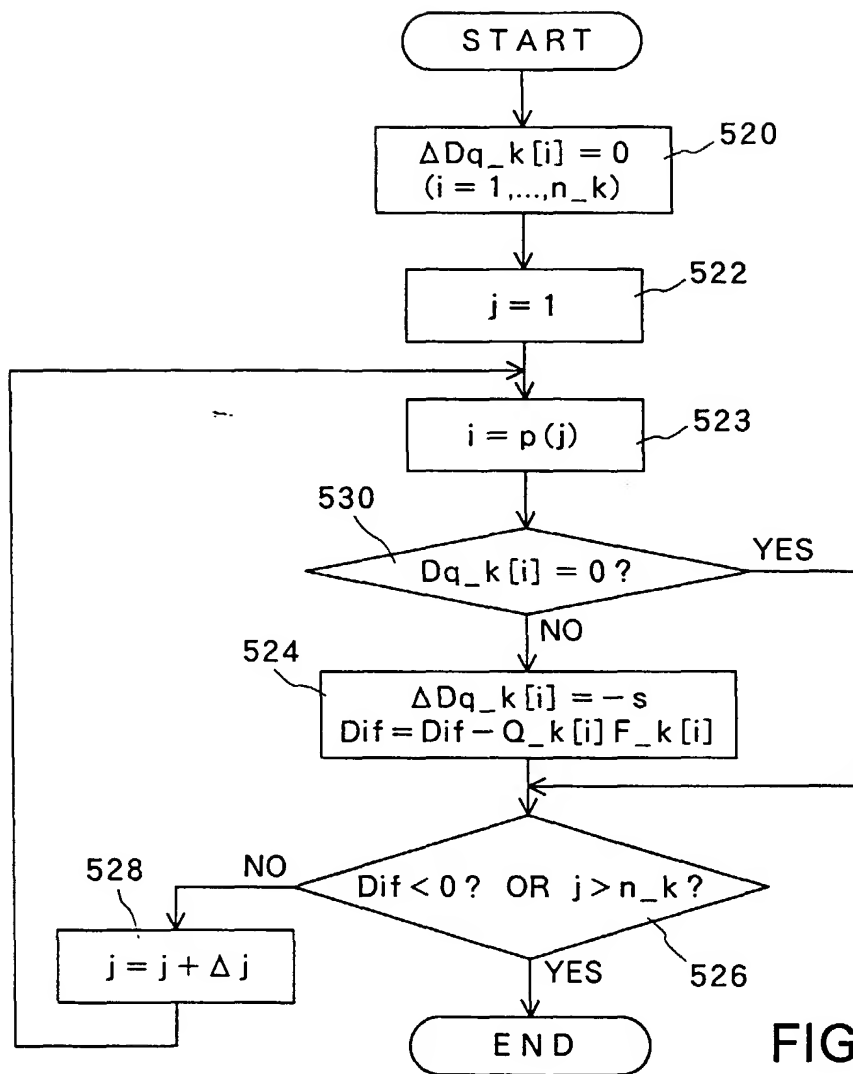 START
520
ΔDq_k[i]=0
(i=1,...,n_k)
522
j=1
523
i=p(j)
530
Dq_k[i]=0?
YES
NO
524
ΔDq_k[i]=-s
Dif=Dif-Q_k[i]F_k[i]
528
NO
Dif<0? OR j>n_k?
526
j=j+Δj
YES
END
FIG